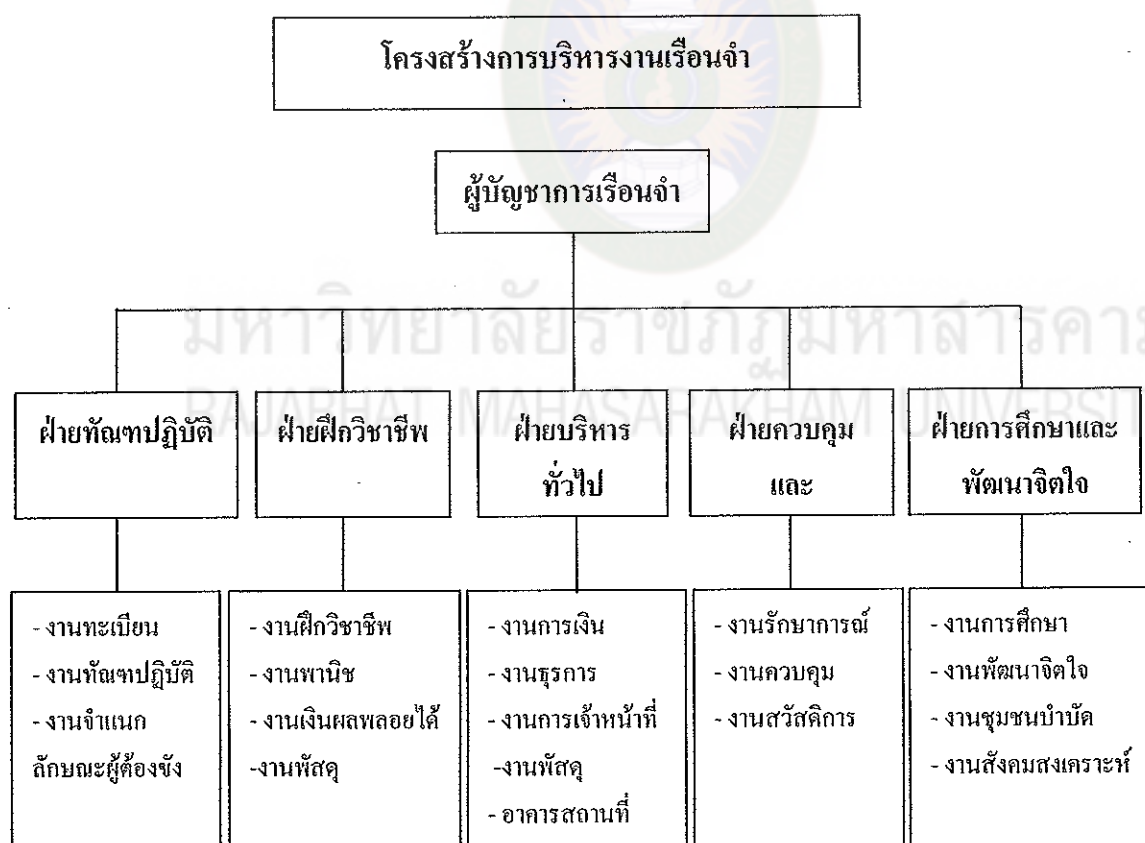 โครงสร้างการบริหารงานเรือนจำ
ผู้บัญชาการเรือนจำ
มหาวิทยาลัยราชภัฏมหาสารคาม
RAJABHAT MAHASARAKHAM UNIVERSIT
ฝ่ายทัณฑปฏิบัติ
ฝ่ายฝึกวิชาชีพ
ฝ่ายบริหาร
ทั่วไป
ฝ่ายควบคุม
และ
ฝ่ายการศึกษาและ
พัฒนาจิตใจ
- งานทะเบียน
- งานทัณฑปฏิบัติ
- งานจำแนก
ลักษณะผู้ต้องขัง
- งานฝึกวิชาชีพ
- งานพานิช
- งานเงินผลพลอยได้
-งานพัสดุ
- งานการเงิน
- งานธุรการ
- งานการเจ้าหน้าที่
-งานพัสดุ
- อาคารสถานที่
- งานรักษาการณ์
- งานควบคุม
- งานสวัสดิการ
- งานการศึกษา
- งานพัฒนาจิตใจ
- งานชุมชนบำบัด
- งานสังคมสงเคราะห์